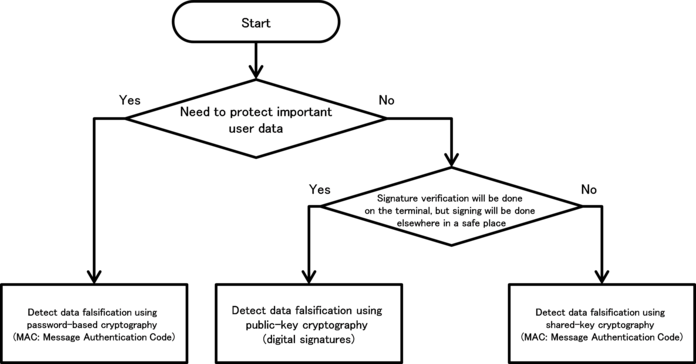 Start
Yes
No
Need to protect important
user data
Yes
No
Signature verification will be done
on the terminal, but signing will be done
elsewhere in a safe place
Detect data falsification using
password-based cryptography
(MAC: Message Authentication Code)
Detect data falsification using
public-key cryptography
(digital signatures)
Detect data falsification using
shared-key cryptography
(MAC: Message Authentication Code)